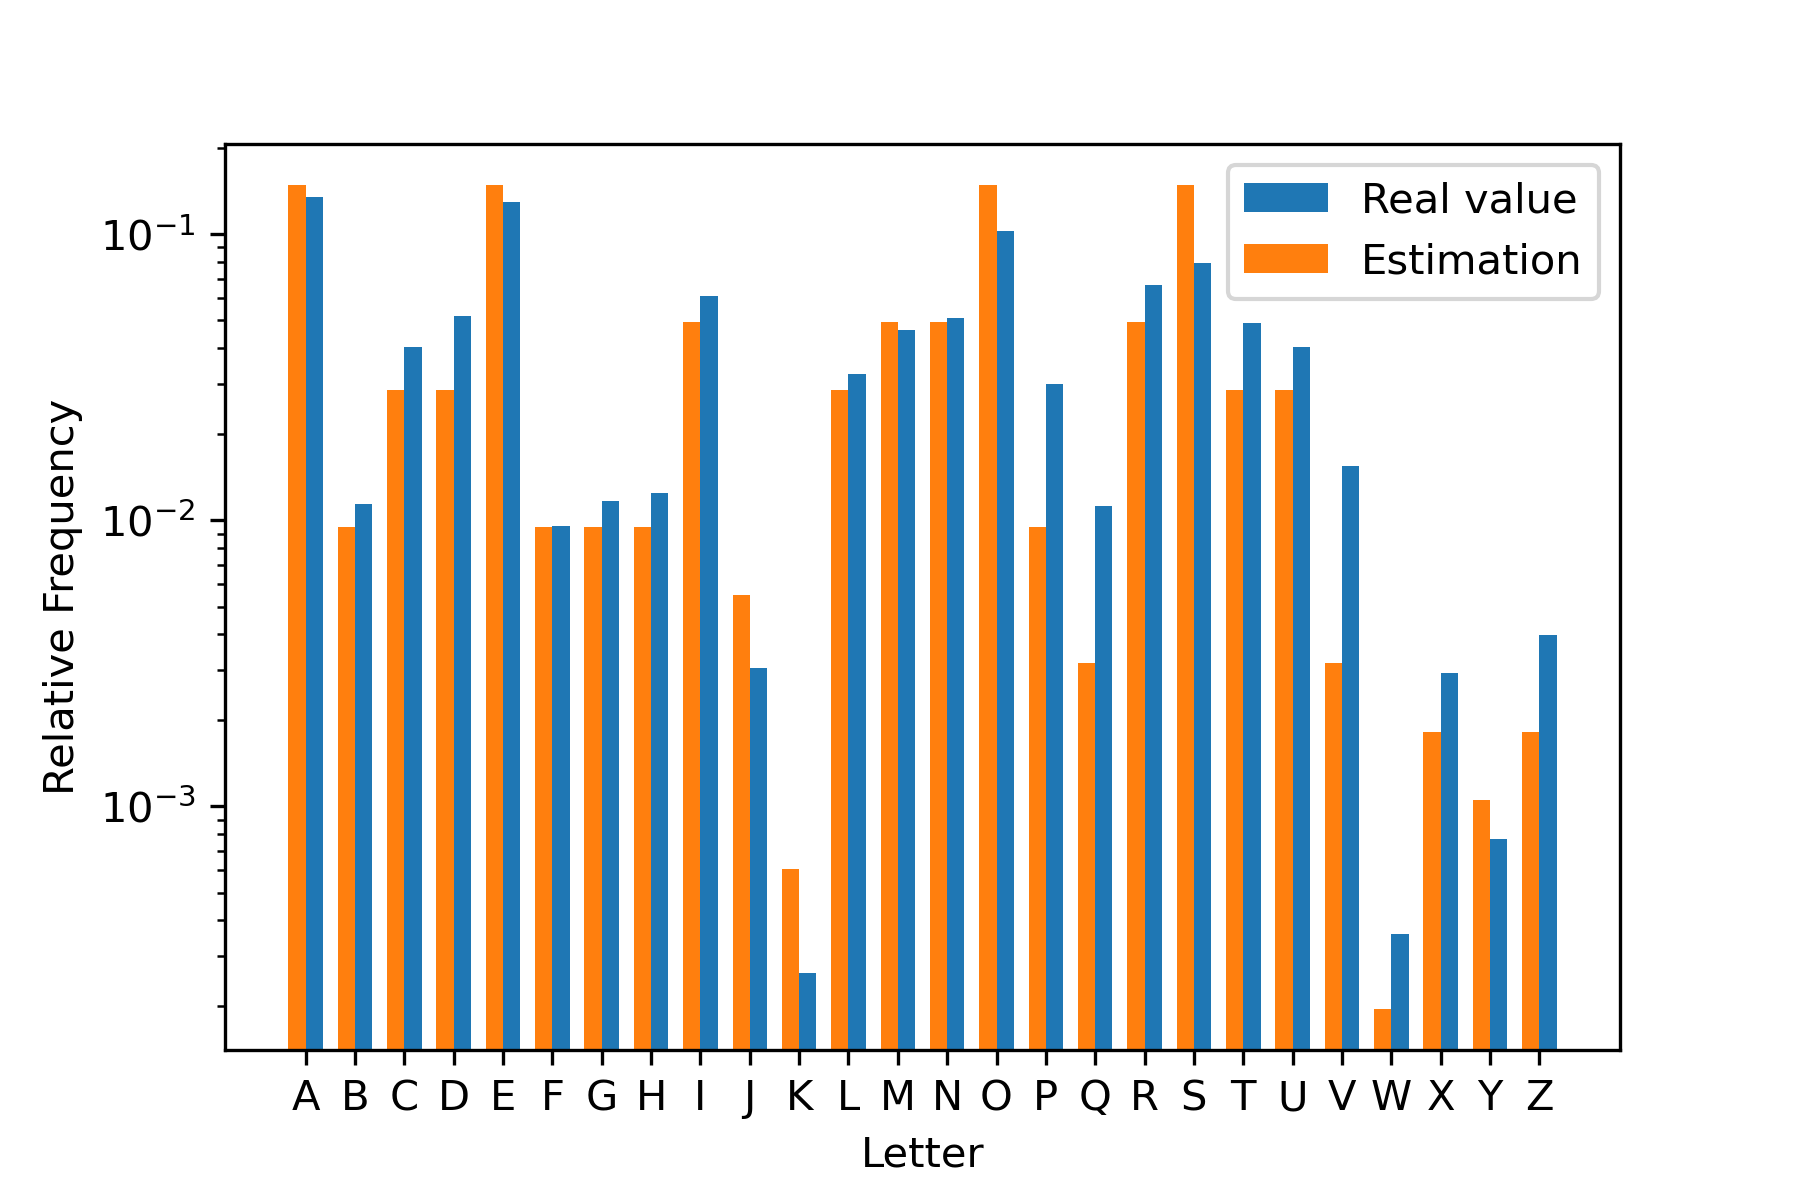 Real value
Estimation
10⁻¹
10⁻²
10⁻³
Relative Frequency
A B C D E F G H I J K L M N O P Q R S T U V W X Y Z
Letter